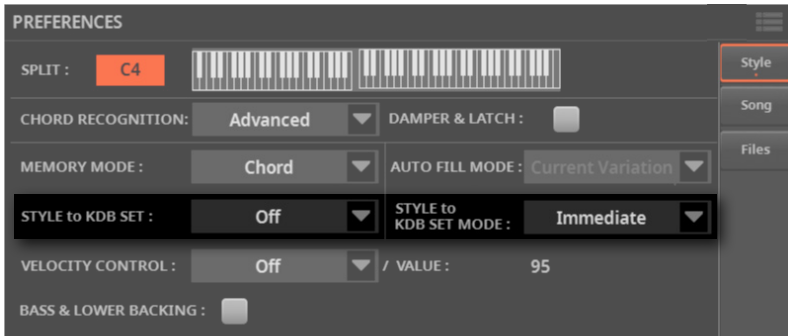 PREFERENCES
SPLIT : C4
Style
CHORD RECOGNITION: Advanced DAMPER & LATCH :
Song
MEMORY MODE : Chord AUTO FILL MODE : Current Variation
Files
STYLE to KDB SET : Off STYLE to
KDB SET MODE : Immediate
VELOCITY CONTROL : Off / VALUE : 95
BASS & LOWER BACKING :